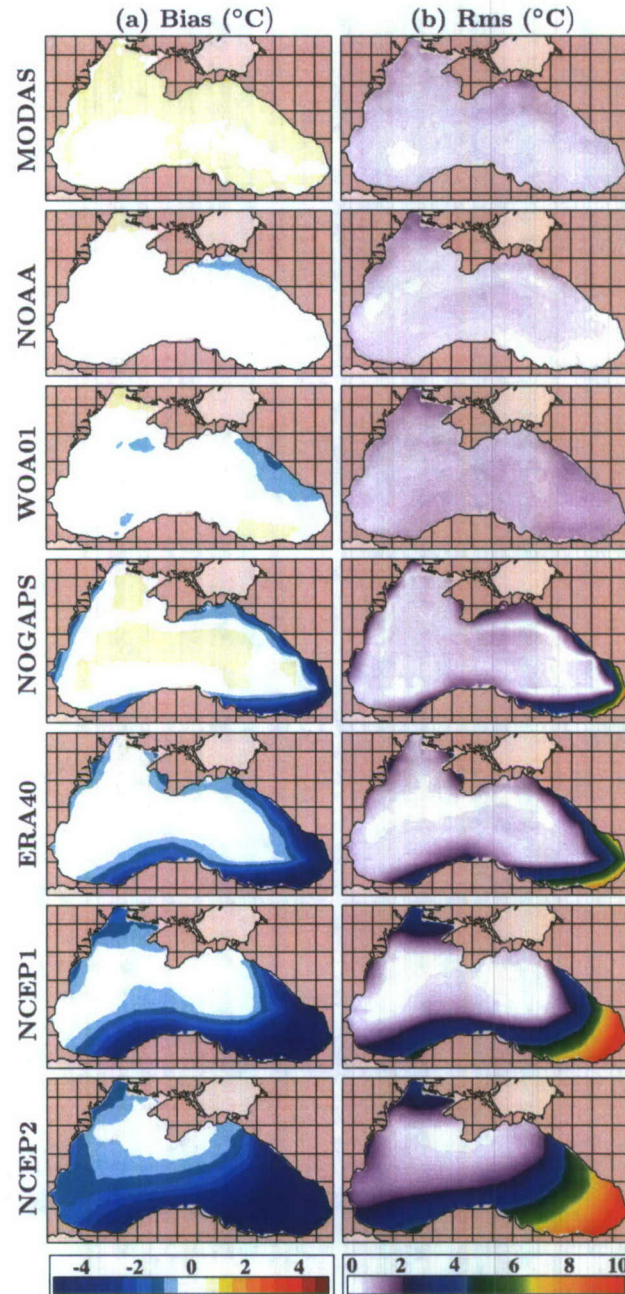 (a) Bias (°C)
(b) Rms (°C)
MODAS
NOAA
WOA01
NOGAPS
ERA40
NCEP1
NCEP2
-4 -2 0 2 4
0 2 4 6 8 10